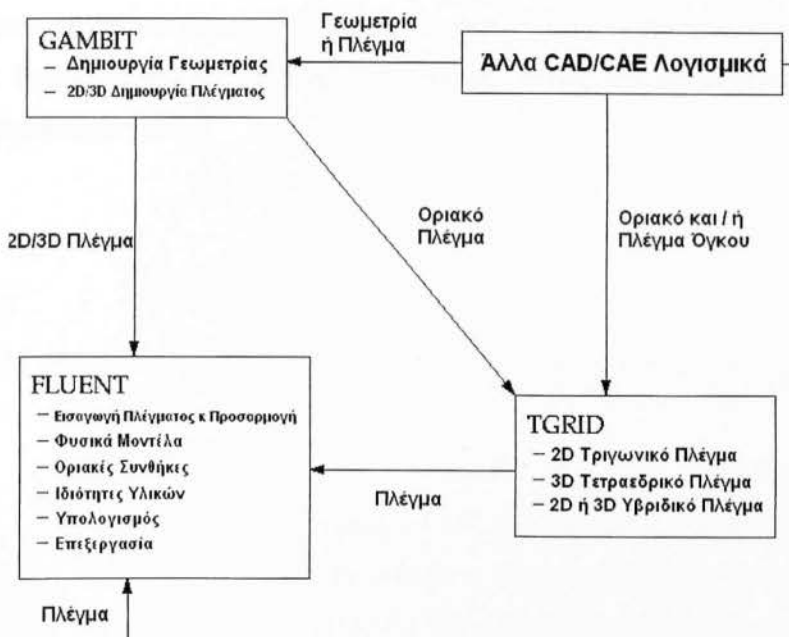 Γεωμετρία
ή Πλέγμα
GAMBIT
– Δημιουργία Γεωμετρίας
– 2D/3D Δημιουργία Πλέγματος
Άλλα CAD/CAE Λογισμικά
2D/3D Πλέγμα
Οριακό
Πλέγμα
Οριακό και / ή
Πλέγμα Όγκου
FLUENT
– Εισαγωγή Πλέγματος κ Προσαρμογή
– Φυσικά Μοντέλα
– Οριακές Συνθήκες
– Ιδιότητες Υλικών
– Υπολογισμός
– Επεξεργασία
Πλέγμα
TGRID
– 2D Τριγωνικό Πλέγμα
– 3D Τετραεδρικό Πλέγμα
– 2D ή 3D Υβριδικό Πλέγμα
Πλέγμα